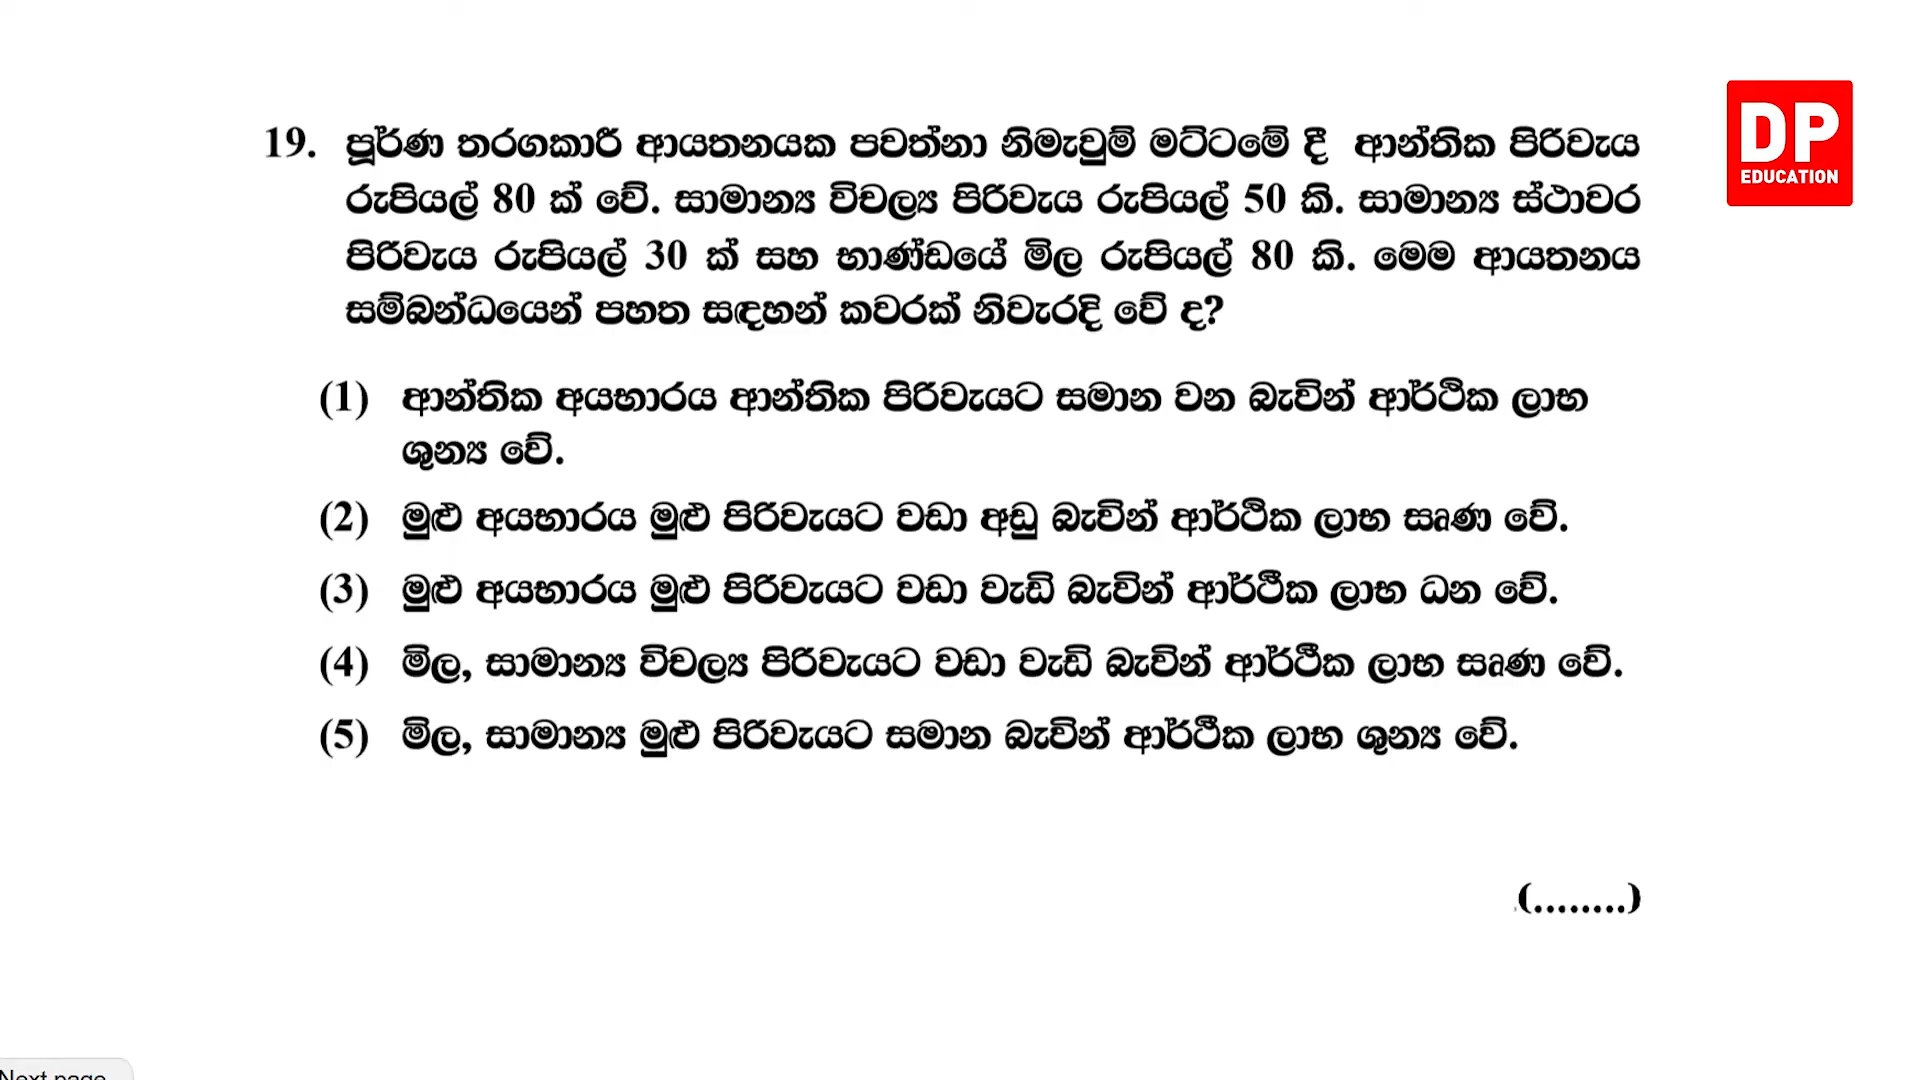 DP
EDUCATION
19. පූර්ණ තරගකාරී ආයතනයක පවත්නා නිමැවුම් මට්ටමේ දී ආන්තික පිරිවැය
රුපියල් 80 ක් වේ. සාමාන්‍ය විචල්‍ය පිරිවැය රුපියල් 50 කි. සාමාන්‍ය ස්ථාවර
පිරිවැය රුපියල් 30 ක් සහ භාණ්ඩයේ මිල රුපියල් 80 කි. මෙම ආයතනය
සම්බන්ධයෙන් පහත සඳහන් කවරක් නිවැරදි වේ ද?
(1) ආන්තික අයභාරය ආන්තික පිරිවැයට සමාන වන බැවින් ආර්ථික ලාභ
ශුන්‍ය වේ.
(2) මුළු අයභාරය මුළු පිරිවැයට වඩා අඩු බැවින් ආර්ථික ලාභ සෘණ වේ.
(3) මුළු අයභාරය මුළු පිරිවැයට වඩා වැඩි බැවින් ආර්ථික ලාභ ධන වේ.
(4) මිල, සාමාන්‍ය විචල්‍ය පිරිවැයට වඩා වැඩි බැවින් ආර්ථික ලාභ සෘණ වේ.
(5) මිල, සාමාන්‍ය මුළු පිරිවැයට සමාන බැවින් ආර්ථික ලාභ ශුන්‍ය වේ.
(........)
Next page